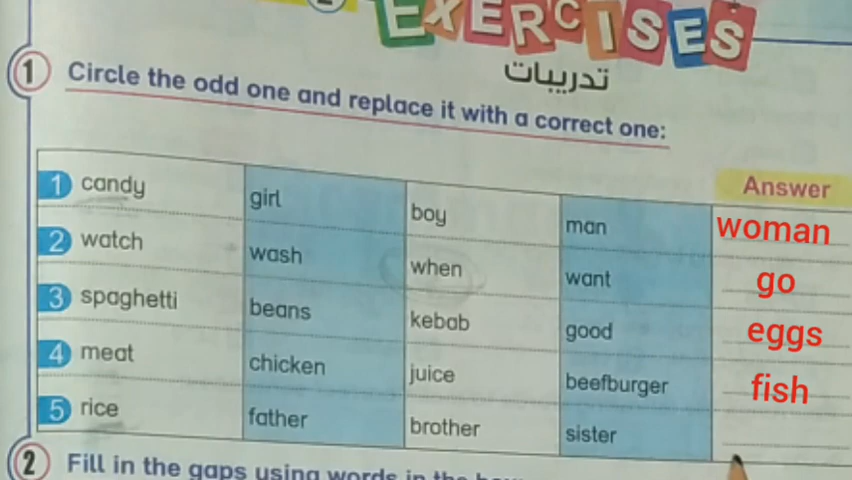 EXERCISES
تدريبات
1 Circle the odd one and replace it with a correct one:
Answer
1 candy girl boy man woman
2 watch wash when want go
3 spaghetti beans kebab good eggs
4 meat chicken juice beefburger fish
5 rice father brother sister
2 Fill in the gaps using words in the